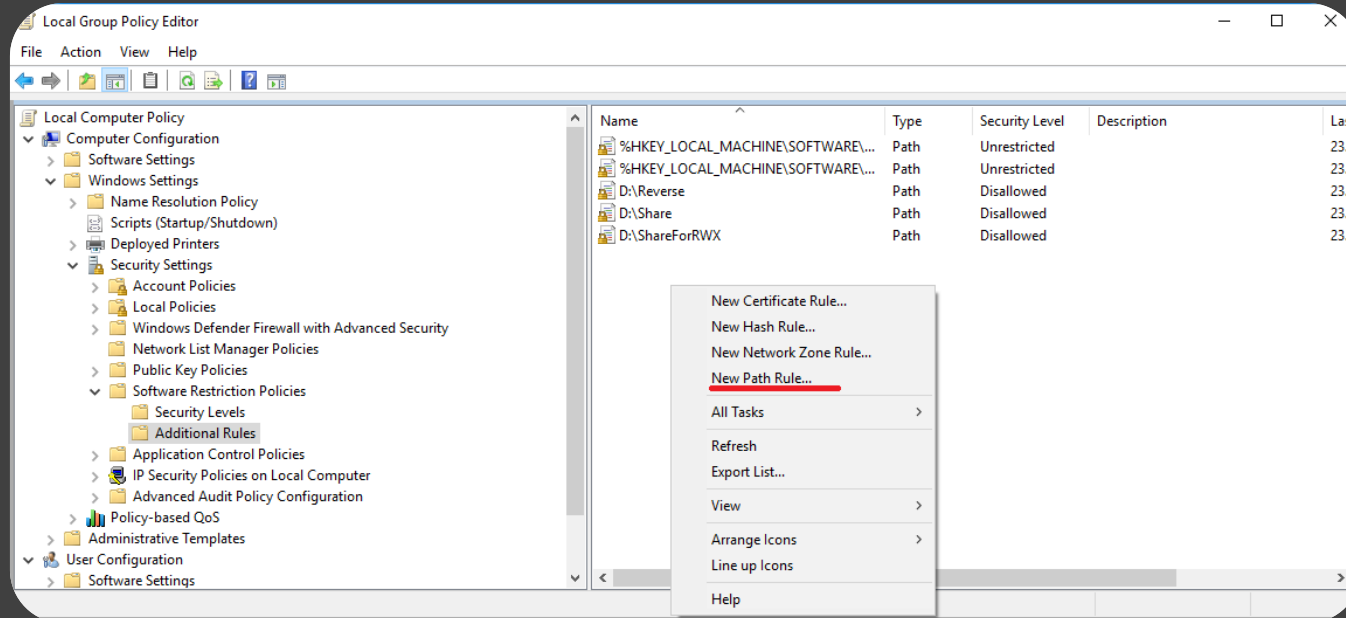 Local Group Policy Editor
File Action View Help
Local Computer Policy
Computer Configuration
Software Settings
Windows Settings
Name Resolution Policy
Scripts (Startup/Shutdown)
Deployed Printers
Security Settings
Account Policies
Local Policies
Windows Defender Firewall with Advanced Security
Network List Manager Policies
Public Key Policies
Software Restriction Policies
Security Levels
Additional Rules
Application Control Policies
IP Security Policies on Local Computer
Advanced Audit Policy Configuration
Policy-based QoS
Administrative Templates
User Configuration
Software Settings
Name Type Security Level Description La
%HKEY_LOCAL_MACHINE\SOFTWARE\... Path Unrestricted 23.
%HKEY_LOCAL_MACHINE\SOFTWARE\... Path Unrestricted 23.
D:\Reverse Path Disallowed 23.
D:\Share Path Disallowed 23.
D:\ShareForRWX Path Disallowed 23.
New Certificate Rule...
New Hash Rule...
New Network Zone Rule...
New Path Rule...
All Tasks
Refresh
Export List...
View
Arrange Icons
Line up Icons
Help